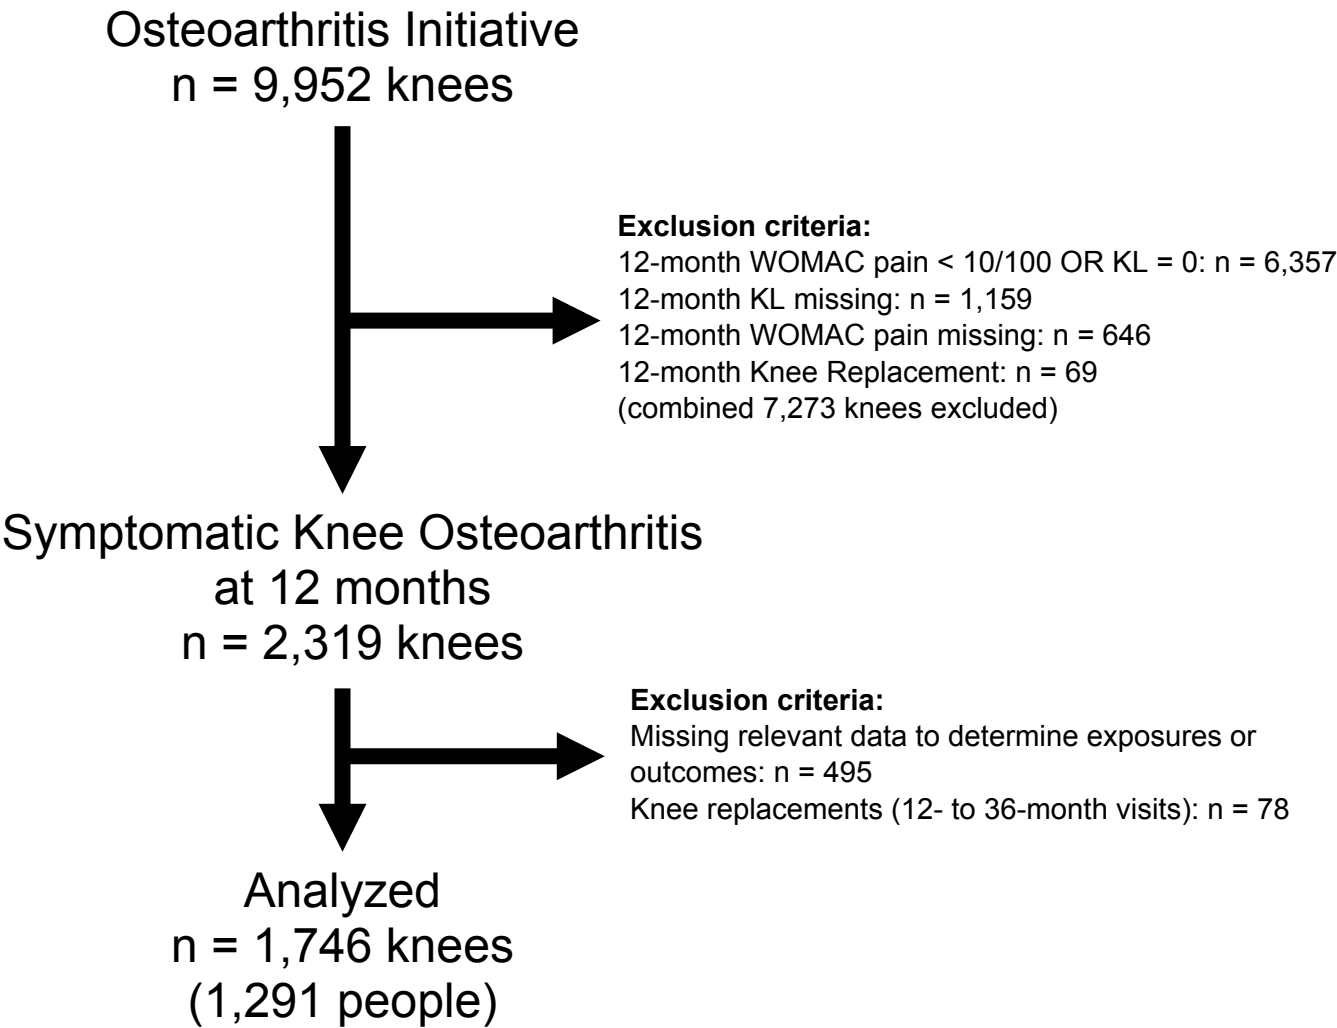 Osteoarthritis Initiative
n = 9,952 knees
Exclusion criteria:
12-month WOMAC pain < 10/100 OR KL = 0: n = 6,357
12-month KL missing: n = 1,159
12-month WOMAC pain missing: n = 646
12-month Knee Replacement: n = 69
(combined 7,273 knees excluded)
Symptomatic Knee Osteoarthritis
at 12 months
n = 2,319 knees
Exclusion criteria:
Missing relevant data to determine exposures or
outcomes: n = 495
Knee replacements (12- to 36-month visits): n = 78
Analyzed
n = 1,746 knees
(1,291 people)